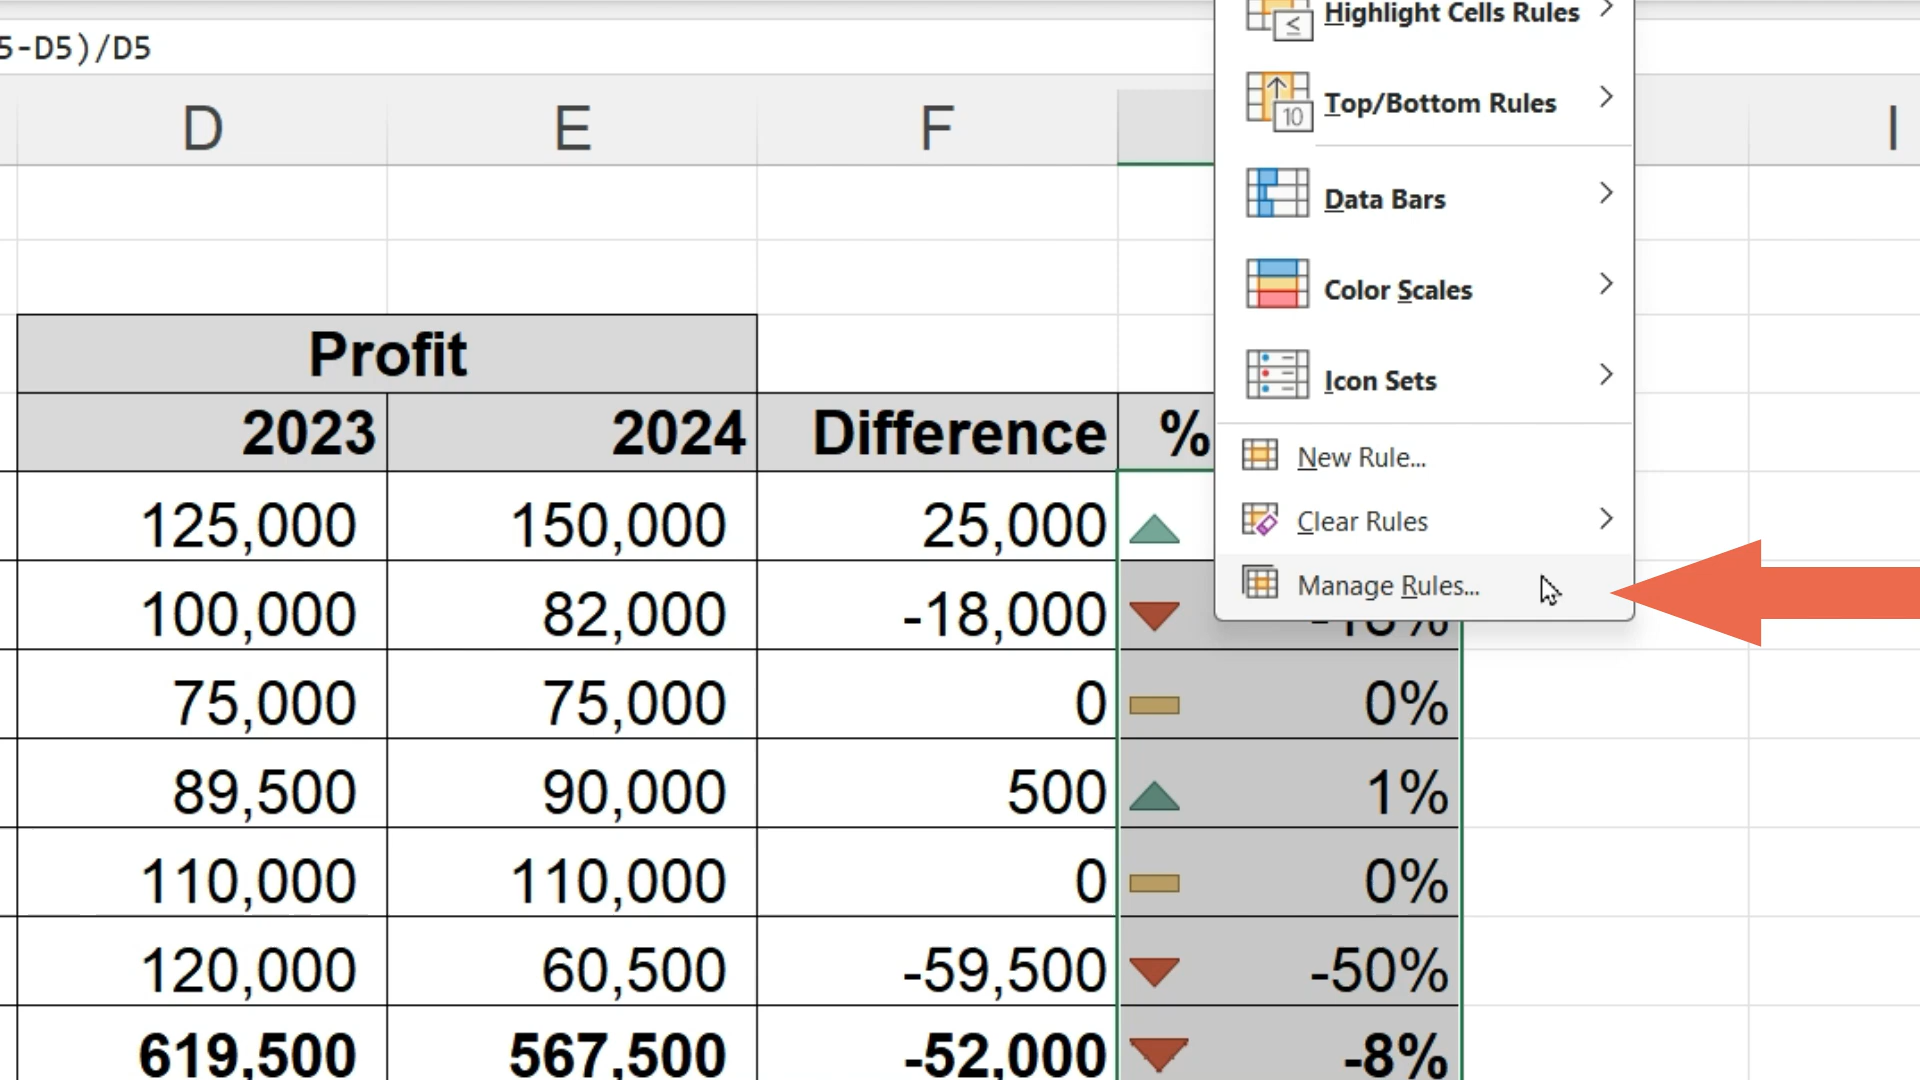 5-D5)/D5
D E F I
Highlight Cells Rules
Top/Bottom Rules
Data Bars
Color Scales
Icon Sets
New Rule...
Clear Rules
Manage Rules...
Profit
2023 2024 Difference %
125,000 150,000 25,000
100,000 82,000 -18,000 -18%
75,000 75,000 0 0%
89,500 90,000 500 1%
110,000 110,000 0 0%
120,000 60,500 -59,500 -50%
619,500 567,500 -52,000 -8%